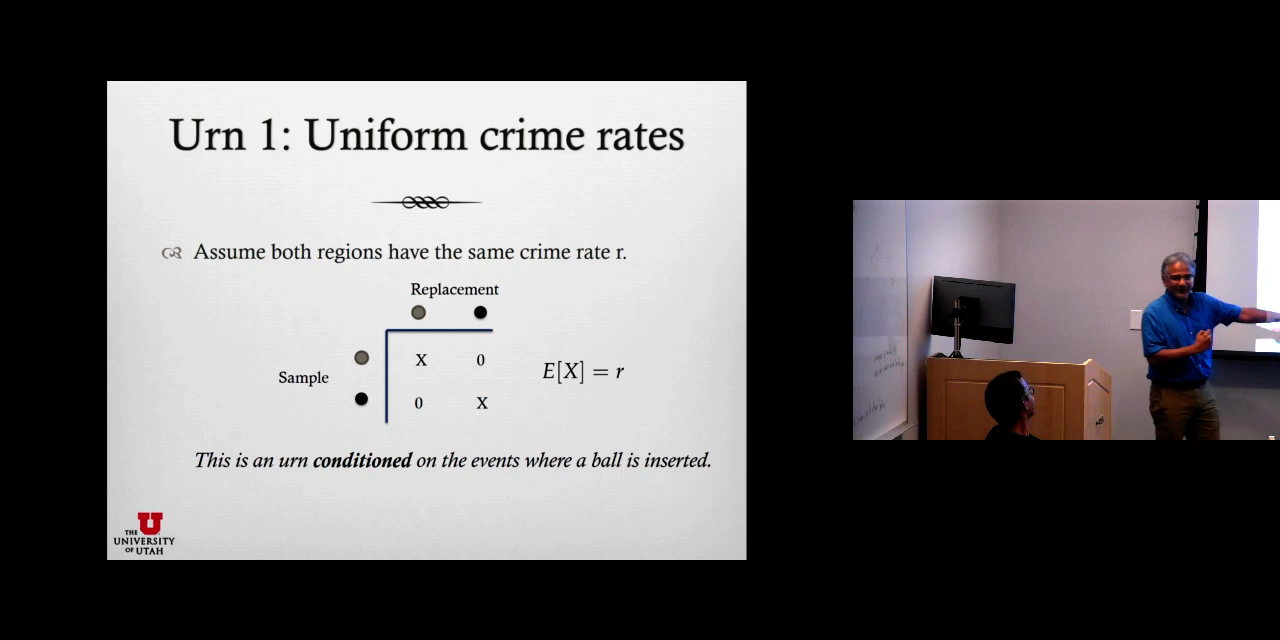 Urn 1: Uniform crime rates
Assume both regions have the same crime rate r.
Replacement
Sample
X 0
0 X
E[X] = r
This is an urn conditioned on the events where a ball is inserted.
THE U
UNIVERSITY
OF UTAH